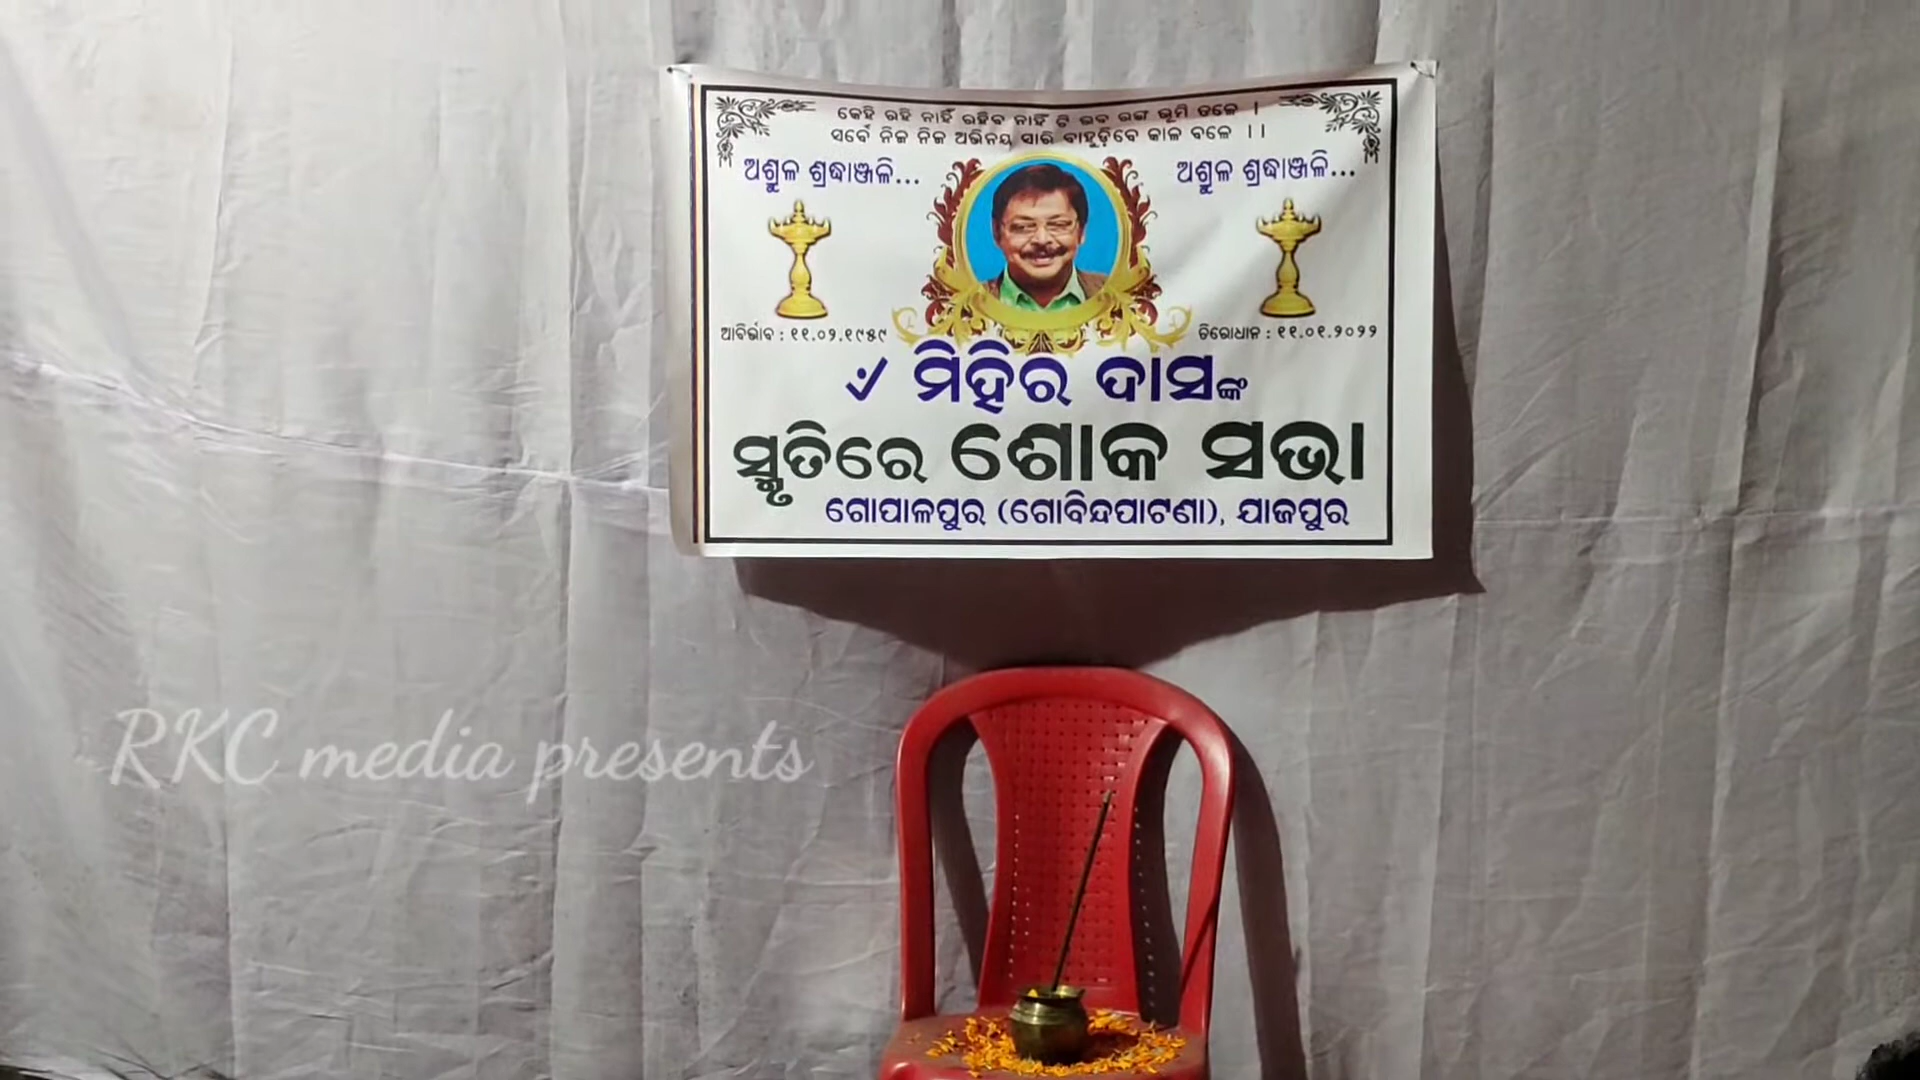 କେହି ରହି ନାହିଁ ରହିବ ନାହିଁ ଟି ଭବ ରଙ୍ଗ ଭୂମି ତଳେ ।
ସର୍ବେ ନିଜ ନିଜ ଅଭିନୟ ସାରି ବାହୁଡ଼ିବେ କାଳ ବଳେ ।।
ଅଶ୍ରୁଳ ଶ୍ରଦ୍ଧାଞ୍ଜଳି... ଅଶ୍ରୁଳ ଶ୍ରଦ୍ଧାଞ୍ଜଳି...
ଆବିର୍ଭାବ : ୧୧.୦୨.୧୯୫୯ ତିରୋଧାନ : ୧୧.୦୧.୨୦୨୨
ମିହିର ଦାସଙ୍କ
ସ୍ମୃତିରେ ଶୋକ ସଭା
ଗୋପାଳପୁର (ଗୋବିନ୍ଦପାଟଣା), ଯାଜପୁର
RKC media presents